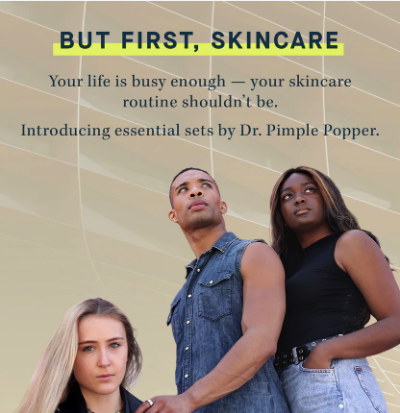 BUT FIRST, SKINCARE
Your life is busy enough — your skincare
routine shouldn't be.
Introducing essential sets by Dr. Pimple Popper.